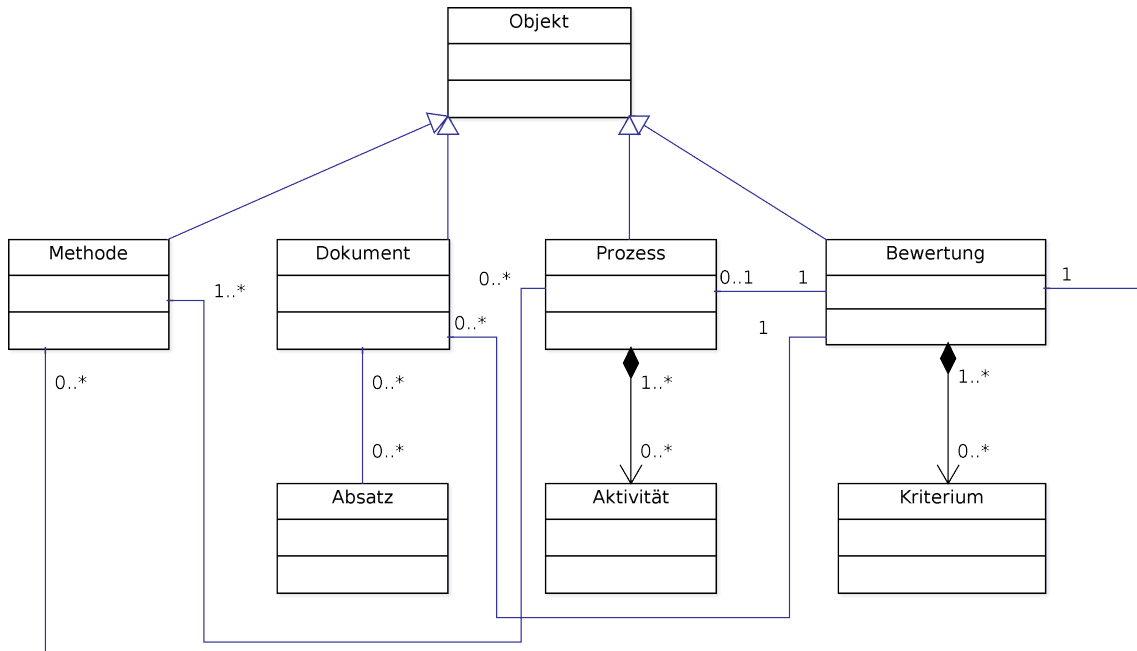 Objekt
Methode
Dokument
Prozess
Bewertung
1..*
0..*
0..1
1
1
0..*
1
0..*
0..*
1..*
1..*
0..*
0..*
0..*
Absatz
Aktivität
Kriterium